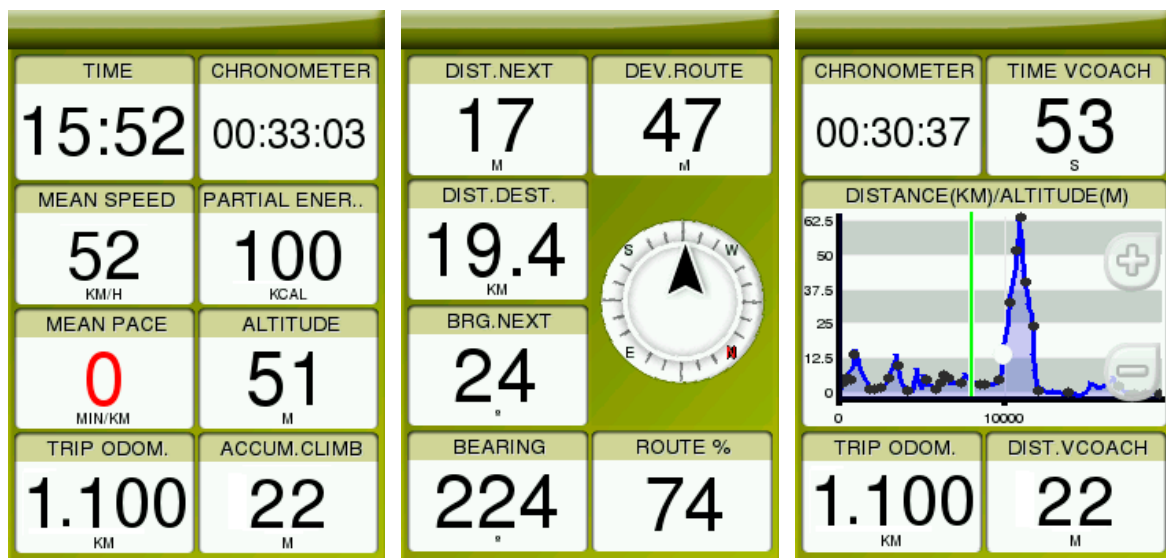 TIME CHRONOMETER
15:52 00:33:03
MEAN SPEED PARTIAL ENER..
52 100
KM/H KCAL
MEAN PACE ALTITUDE
0 51
MIN/KM M
TRIP ODOM. ACCUM.CLIMB
1.100 22
KM M
DIST.NEXT DEV.ROUTE
17 47
M M
DIST.DEST.
19.4
KM
S W
E N
BRG.NEXT
24
º
BEARING ROUTE %
224 74
º
CHRONOMETER TIME VCOACH
00:30:37 53
S
DISTANCE(KM)/ALTITUDE(M)
62.5
50
37.5
25
12.5
0
0 10000
TRIP ODOM. DIST.VCOACH
1.100 22
KM M